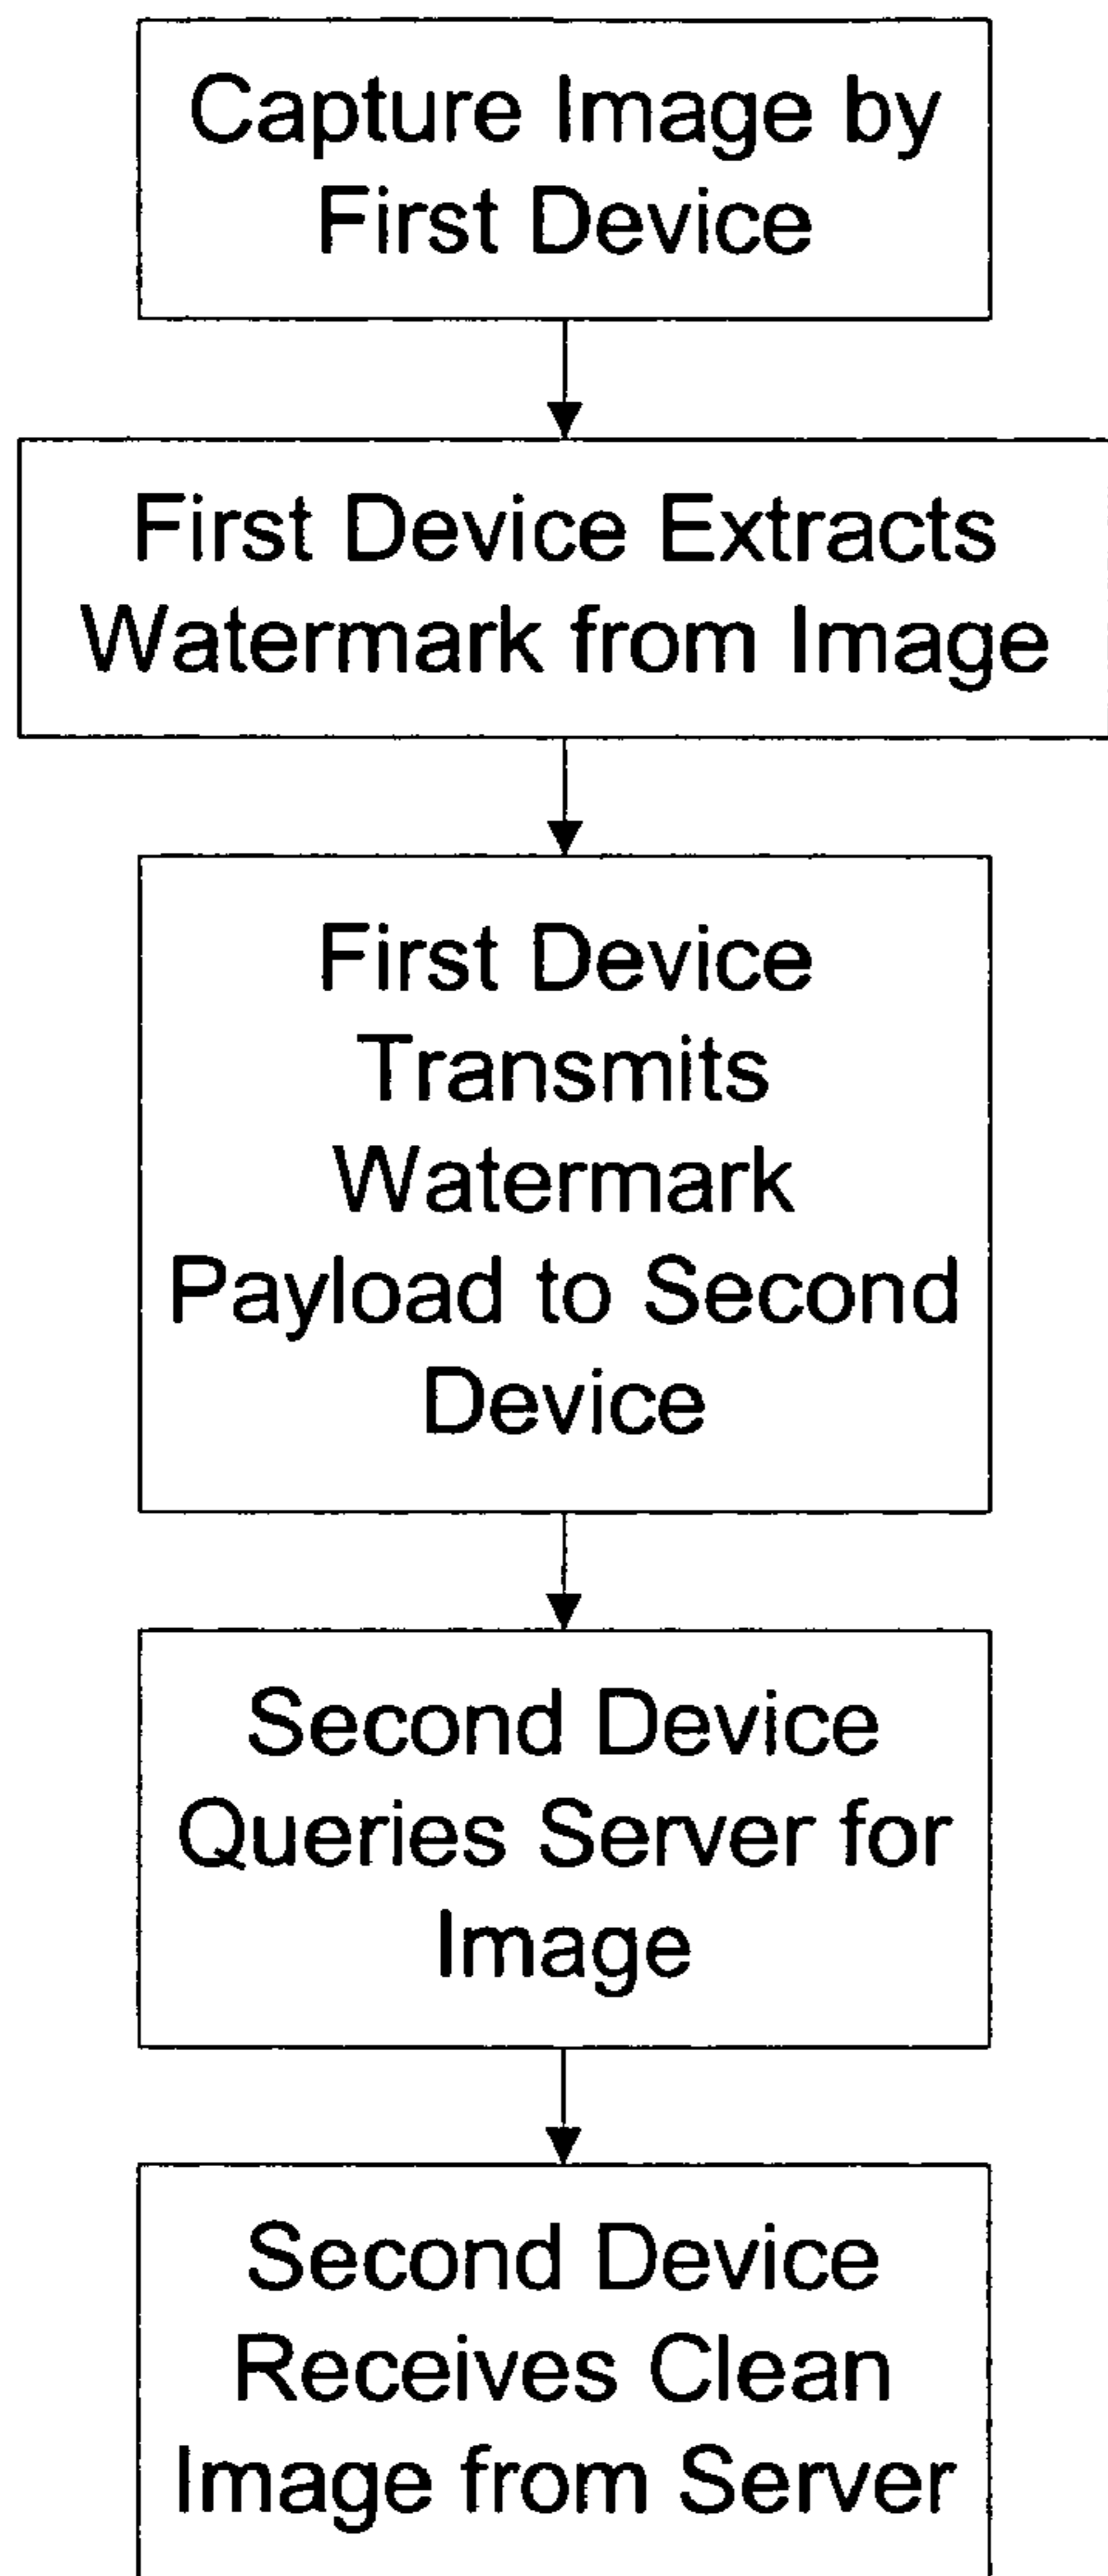 Capture Image by
First Device
First Device Extracts
Watermark from Image
First Device
Transmits
Watermark
Payload to Second
Device
Second Device
Queries Server for
Image
Second Device
Receives Clean
Image from Server